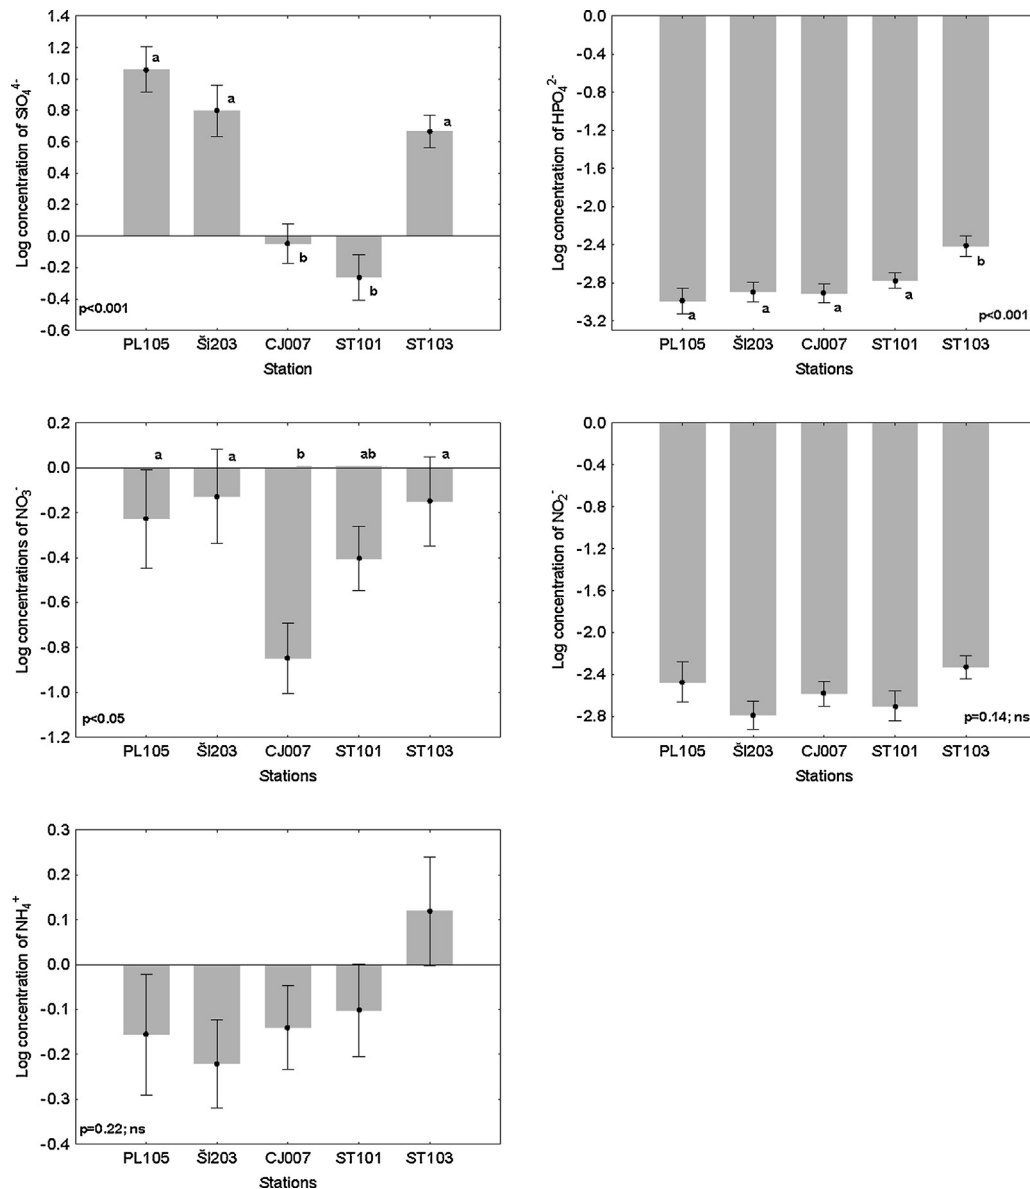 Log concentration of SiO₄⁴⁻
1.4
1.2
1.0
0.8
0.6
0.4
0.2
0.0
-0.2
-0.4
-0.6
a
a
b
b
a
p<0.001
PL105 ŠI203 CJ007 ST101 ST103
Station
Log concentration of HPO₄²⁻
0.0
-0.4
-0.8
-1.2
-1.6
-2.0
-2.4
-2.8
-3.2
a
a
a
a
b
p<0.001
PL105 ŠI203 CJ007 ST101 ST103
Stations
Log concentrations of NO₃⁻
0.2
0.0
-0.2
-0.4
-0.6
-0.8
-1.0
-1.2
a a b ab a
p<0.05
PL105 ŠI203 CJ007 ST101 ST103
Stations
Log concentration of NO₂⁻
0.0
-0.4
-0.8
-1.2
-1.6
-2.0
-2.4
-2.8
p=0.14; ns
PL105 ŠI203 CJ007 ST101 ST103
Stations
Log concentration of NH₄⁺
0.3
0.2
0.1
0.0
-0.1
-0.2
-0.3
-0.4
p=0.22; ns
PL105 ŠI203 CJ007 ST101 ST103
Stations